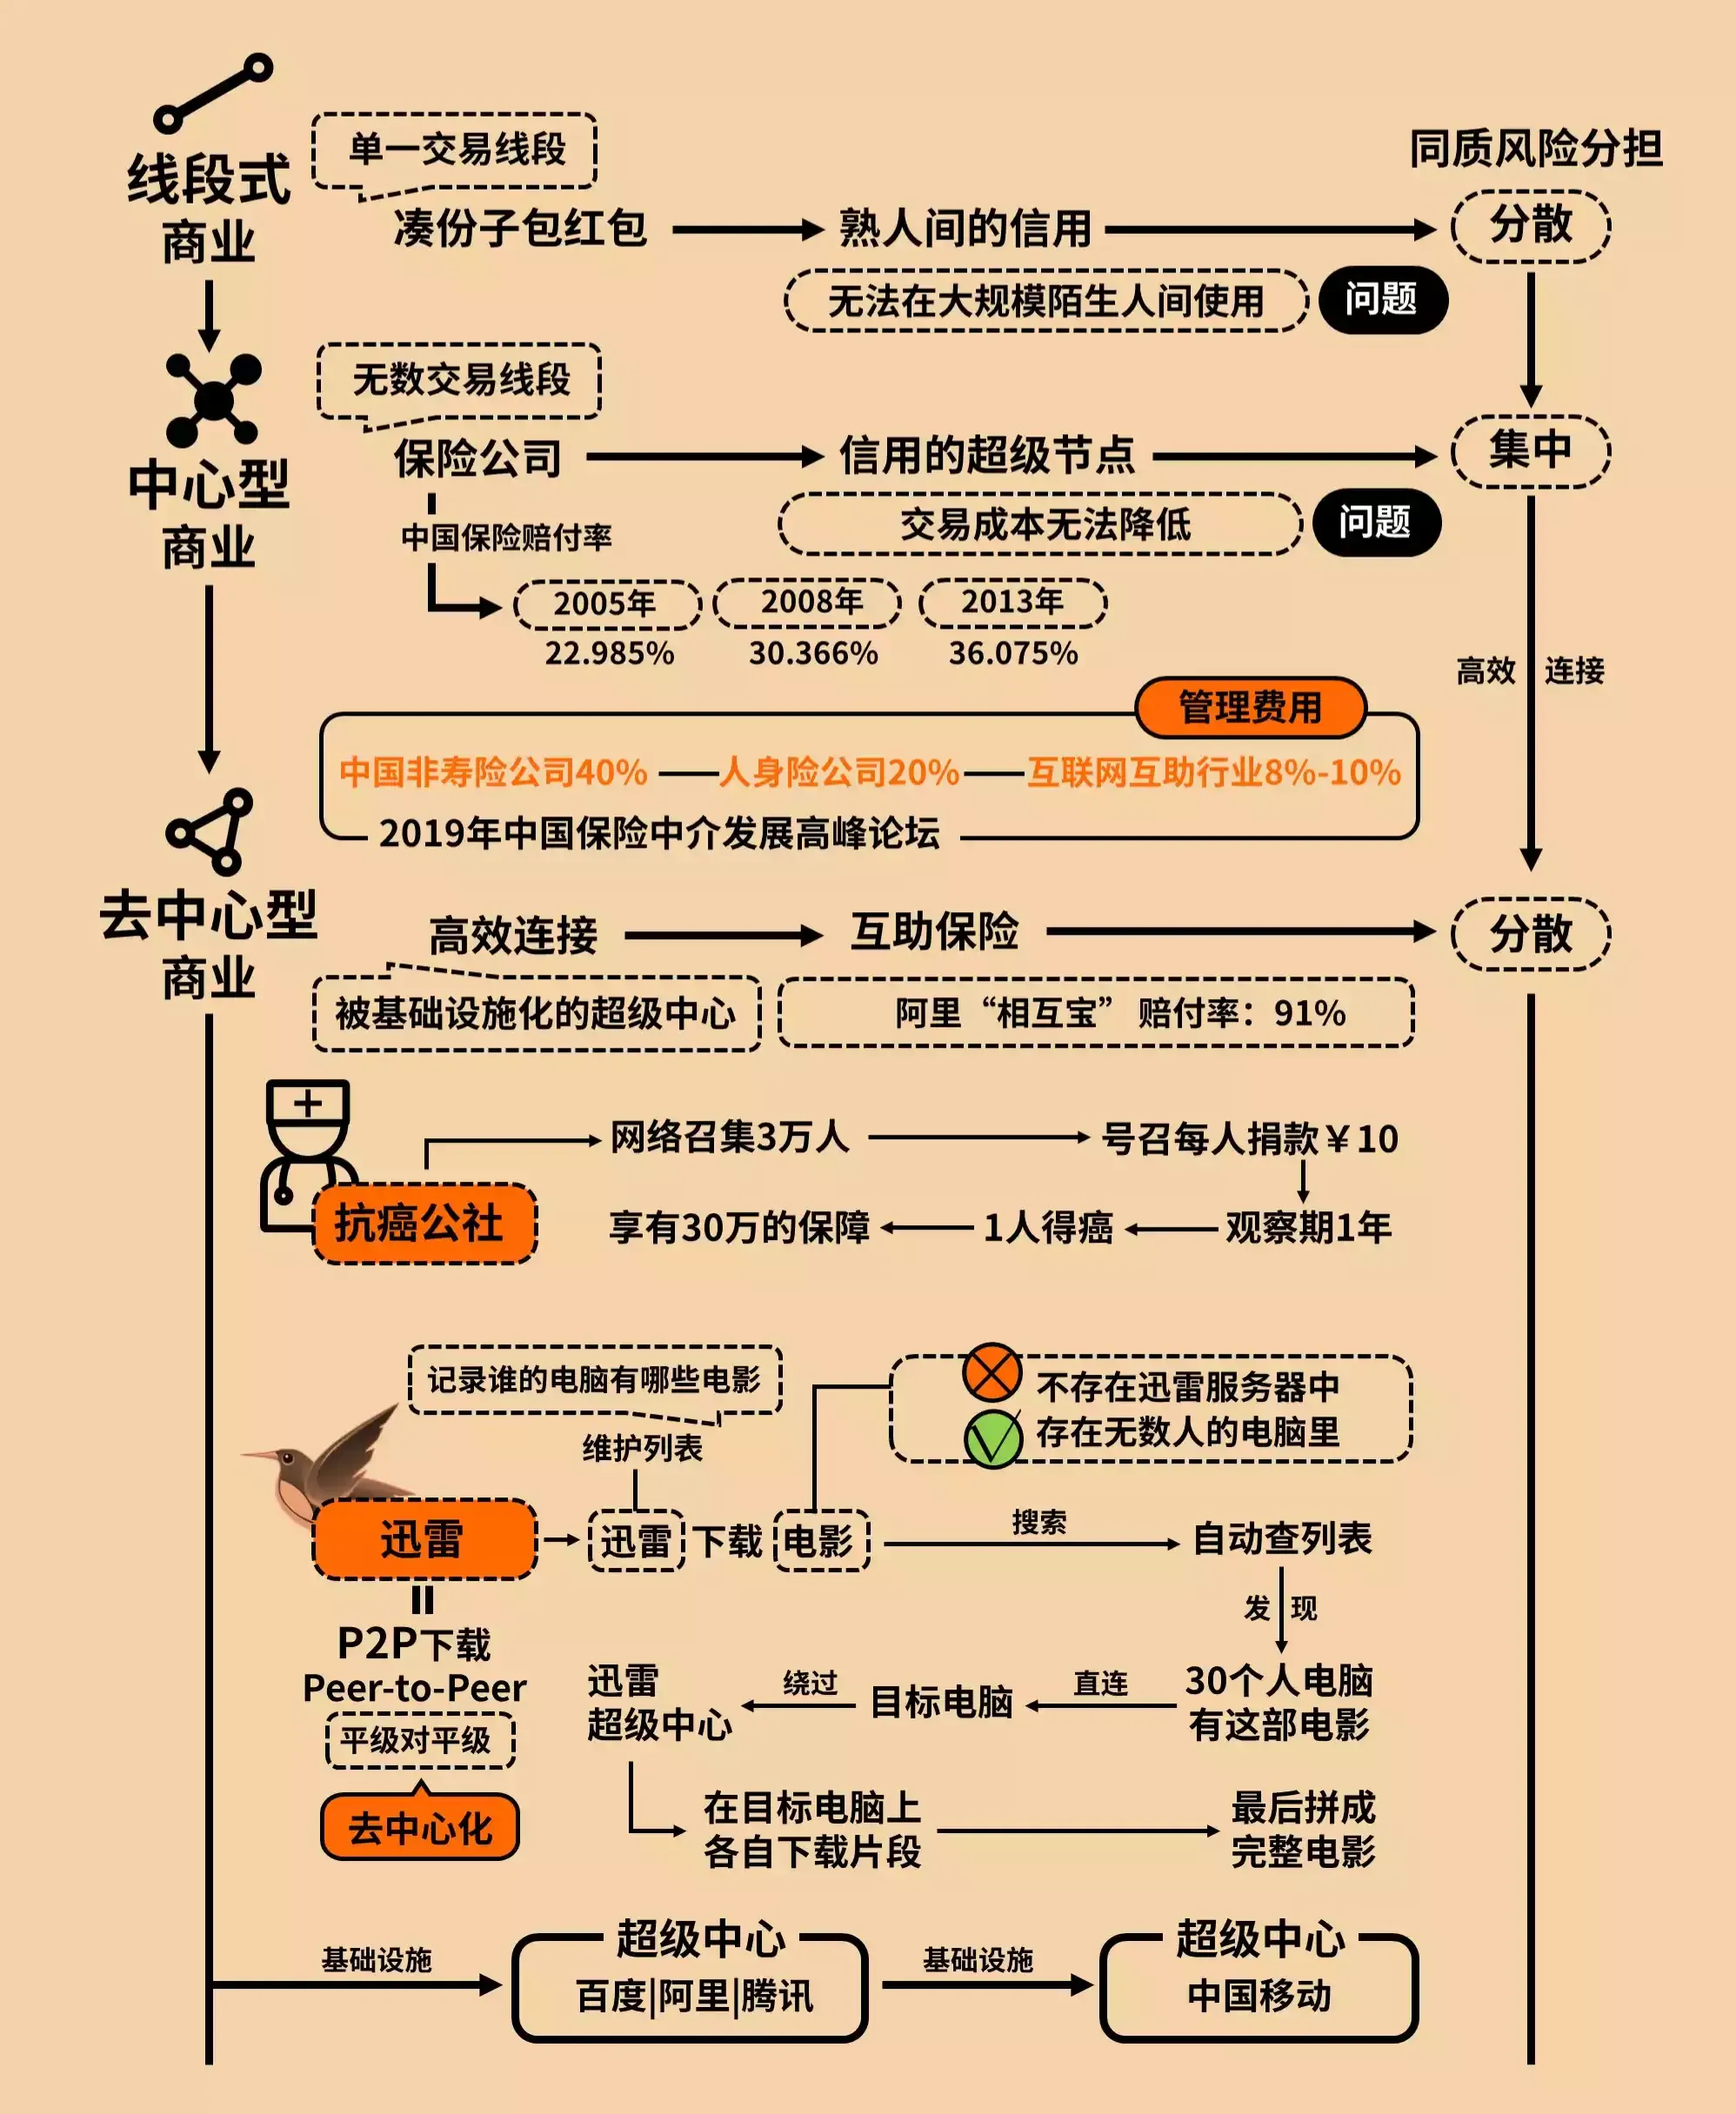 单一交易线段
同质风险分担
线段式
商业
凑份子包红包
熟人间的信用
分散
无法在大规模陌生人间使用
问题
无数交易线段
中心型
商业
保险公司
信用的超级节点
集中
交易成本无法降低
问题
中国保险赔付率
2005年
2008年
2013年
22.985%
30.366%
36.075%
高效 连接
管理费用
中国非寿险公司40%
人身险公司20%
互联网互助行业8%-10%
2019年中国保险中介发展高峰论坛
去中心型
商业
高效连接
互助保险
分散
被基础设施化的超级中心
阿里“相互宝” 赔付率：91%
抗癌公社
网络召集3万人
号召每人捐款￥10
享有30万的保障
1人得癌
观察期1年
记录谁的电脑有哪些电影
不存在迅雷服务器中
存在无数人的电脑里
维护列表
迅雷
迅雷 下载 电影
搜索
自动查列表
发 现
P2P下载
Peer-to-Peer
平级对平级
去中心化
迅雷
超级中心
绕过
目标电脑
直连
30个人电脑
有这部电影
在目标电脑上
各自下载片段
最后拼成
完整电影
基础设施
超级中心
百度|阿里|腾讯
基础设施
超级中心
中国移动